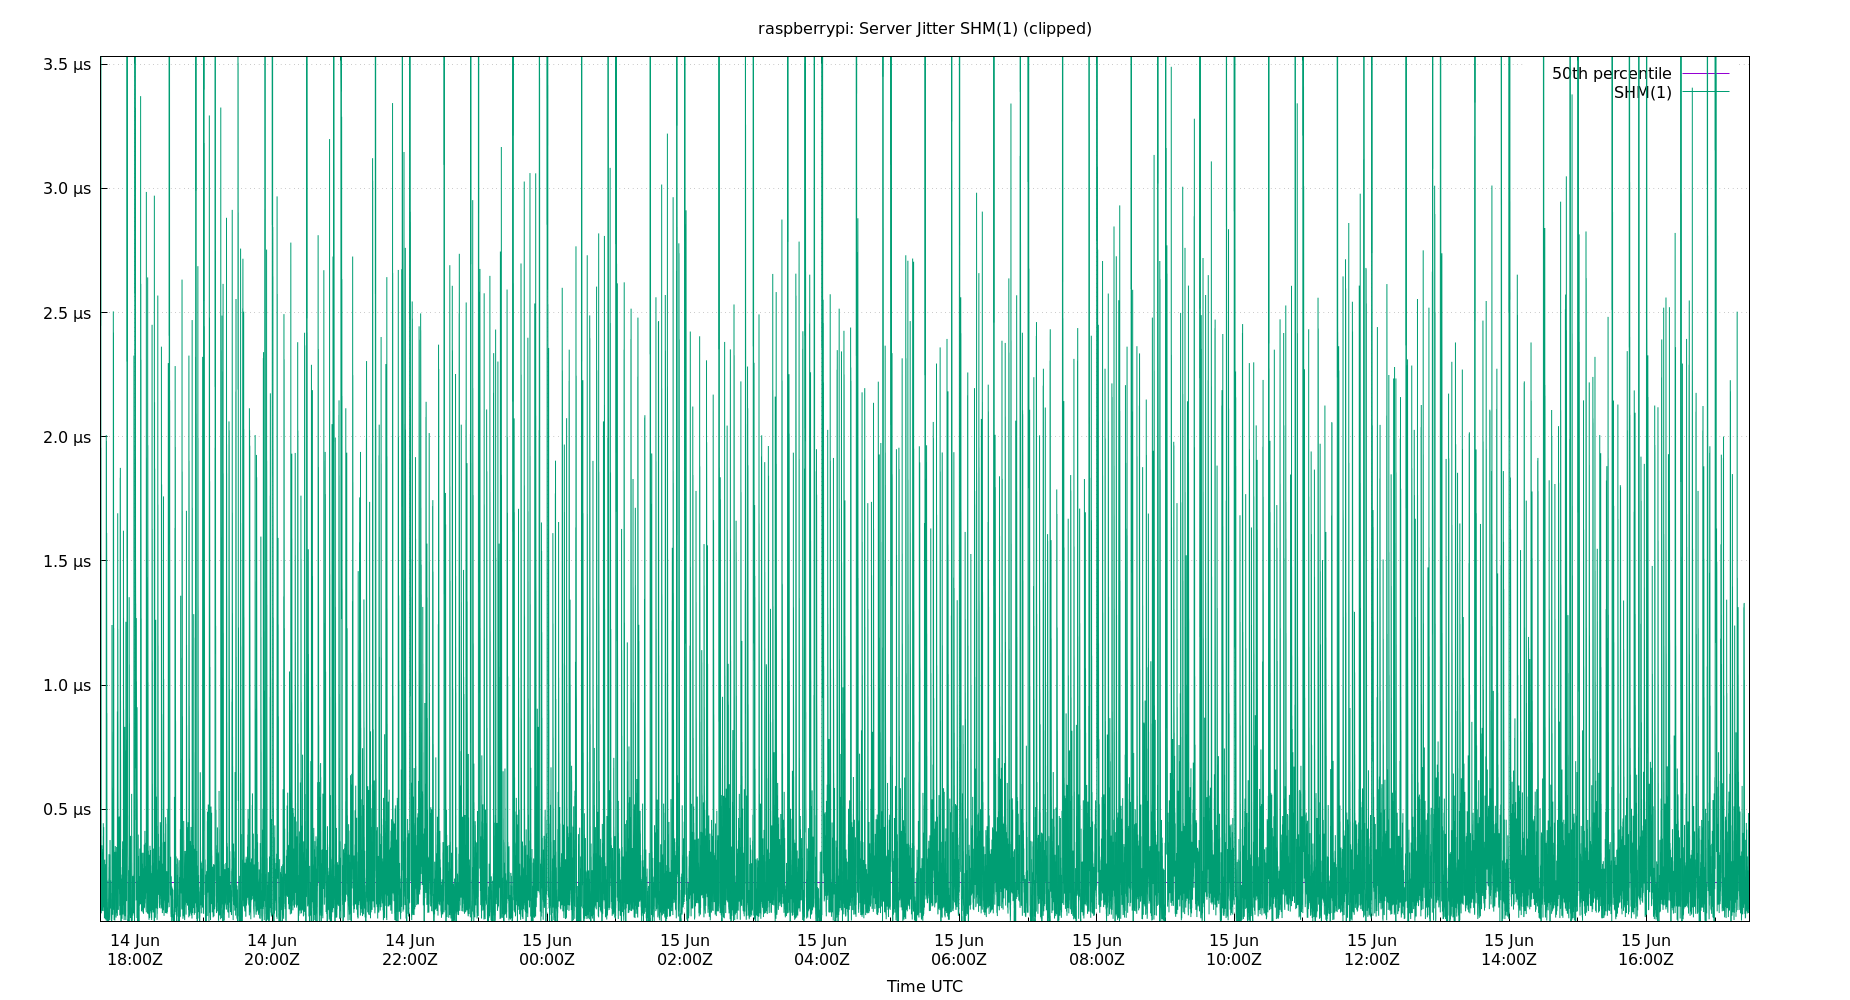 raspberrypi: Server Jitter SHM(1) (clipped)
50th percentile
SHM(1)
3.5 µs
3.0 µs
2.5 µs
2.0 µs
1.5 µs
1.0 µs
0.5 µs
14 Jun 14 Jun 14 Jun 15 Jun 15 Jun 15 Jun 15 Jun 15 Jun 15 Jun 15 Jun 15 Jun 15 Jun
18:00Z 20:00Z 22:00Z 00:00Z 02:00Z 04:00Z 06:00Z 08:00Z 10:00Z 12:00Z 14:00Z 16:00Z
Time UTC